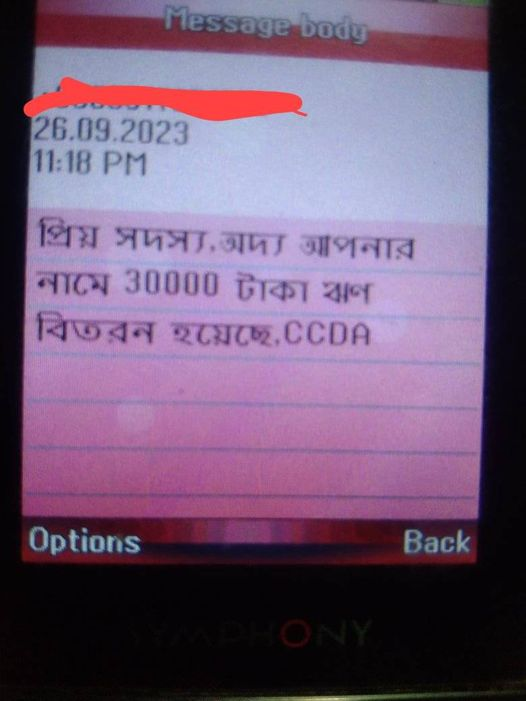 Message body
26.09.2023
11:18 PM
প্রিয় সদস্য,অদ্য আপনার
নামে 30000 টাকা ঋণ
বিতরন হয়েছে.CCDA
Options
Back
SYMPHONY